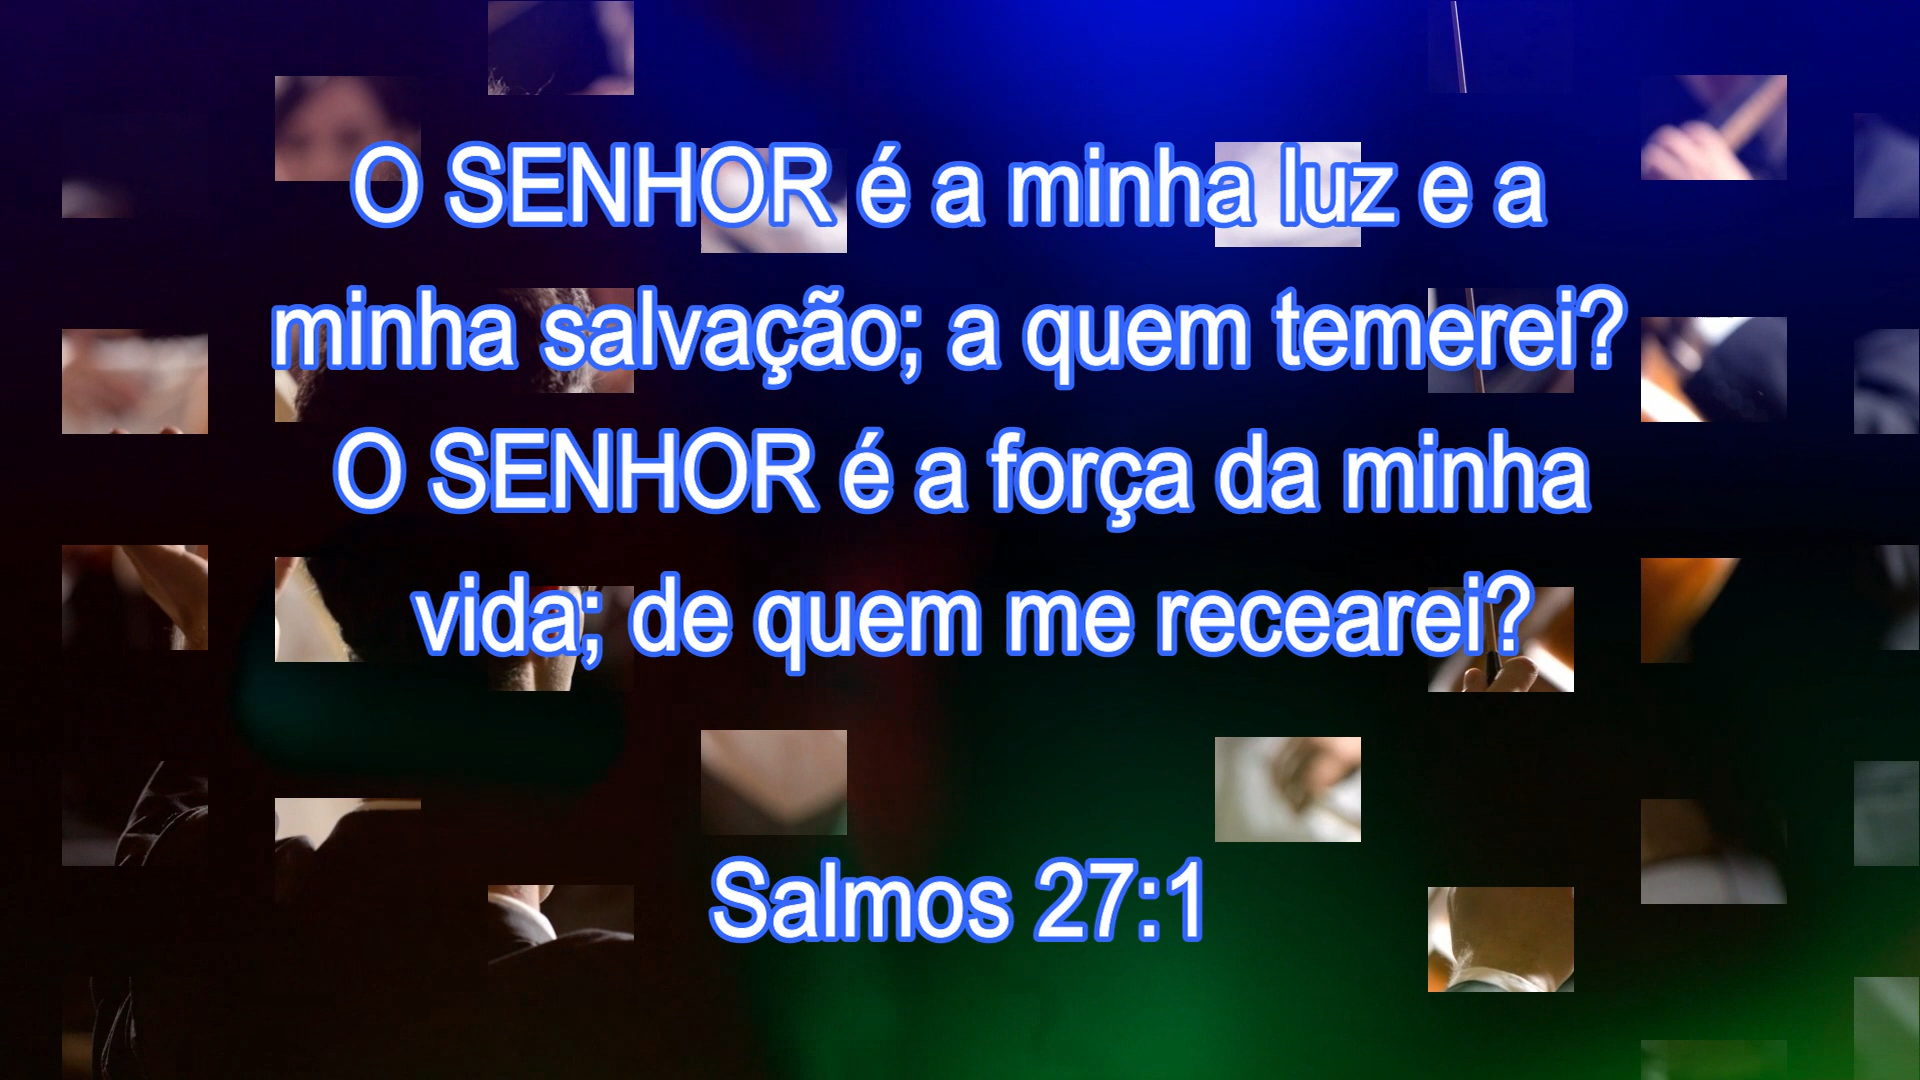 O SENHOR é a minha luz e a
minha salvação; a quem temerei?
O SENHOR é a força da minha
vida; de quem me recearei?
Salmos 27:1